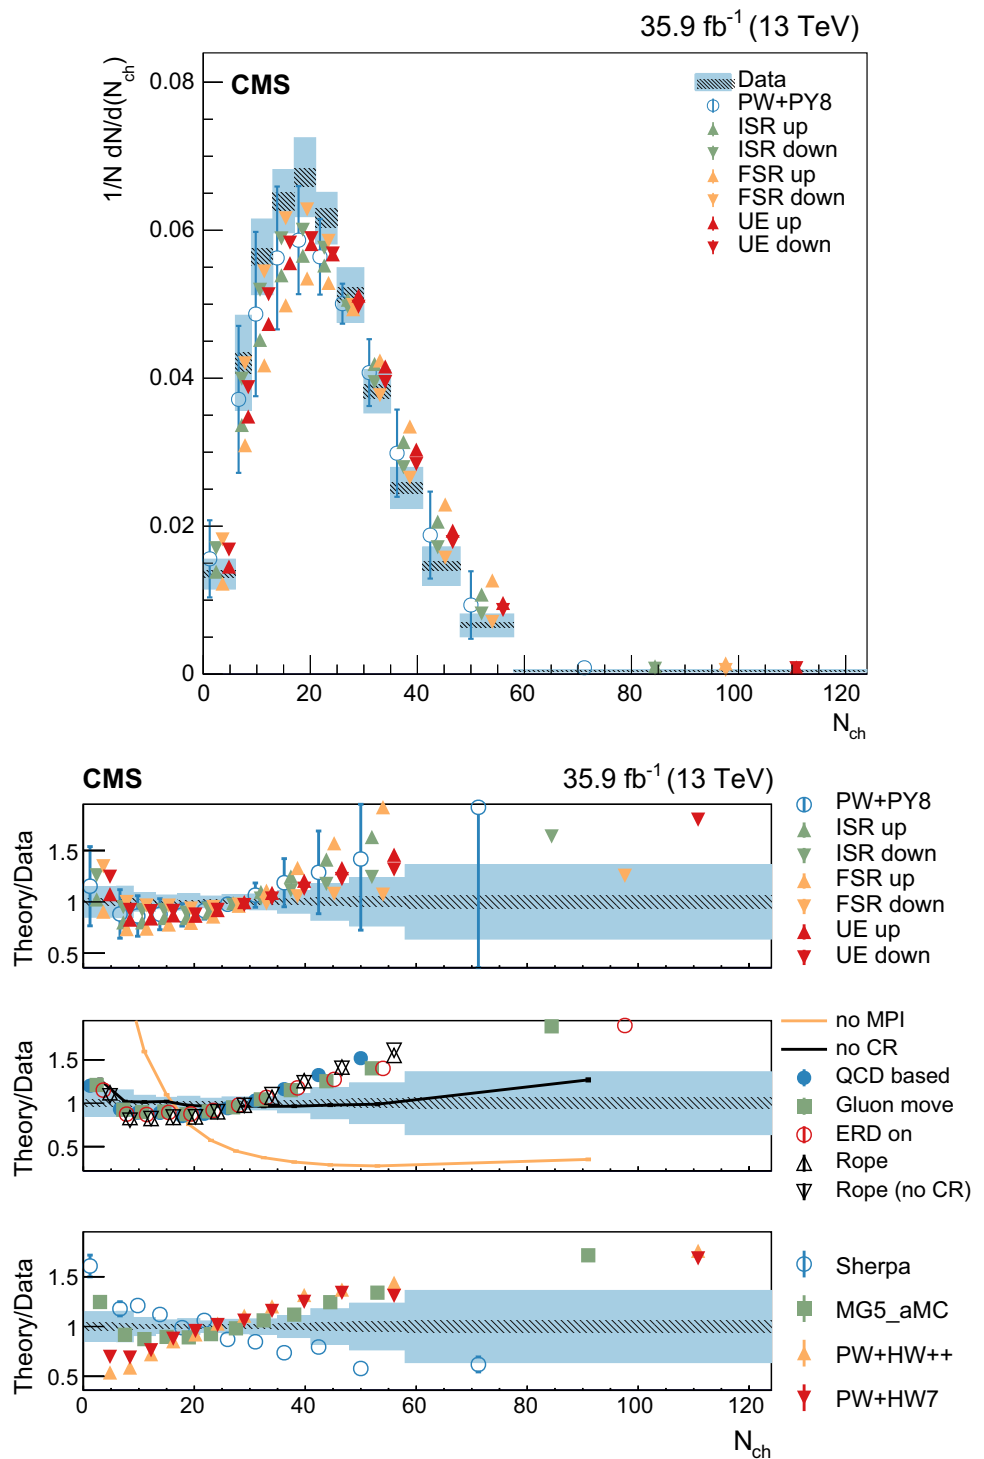 35.9 fb⁻¹ (13 TeV)
1/N dN/d(N_ch)
CMS
Data
PW+PY8
ISR up
ISR down
FSR up
FSR down
UE up
UE down
0.08
0.06
0.04
0.02
0
0 20 40 60 80 100 120
N_ch
CMS 35.9 fb⁻¹ (13 TeV)
Theory/Data
1.5
1
0.5
PW+PY8
ISR up
ISR down
FSR up
FSR down
UE up
UE down
Theory/Data
1.5
1
0.5
no MPI
no CR
QCD based
Gluon move
ERD on
Rope
Rope (no CR)
Theory/Data
1.5
1
0.5
Sherpa
MG5_aMC
PW+HW++
PW+HW7
0 20 40 60 80 100 120
N_ch